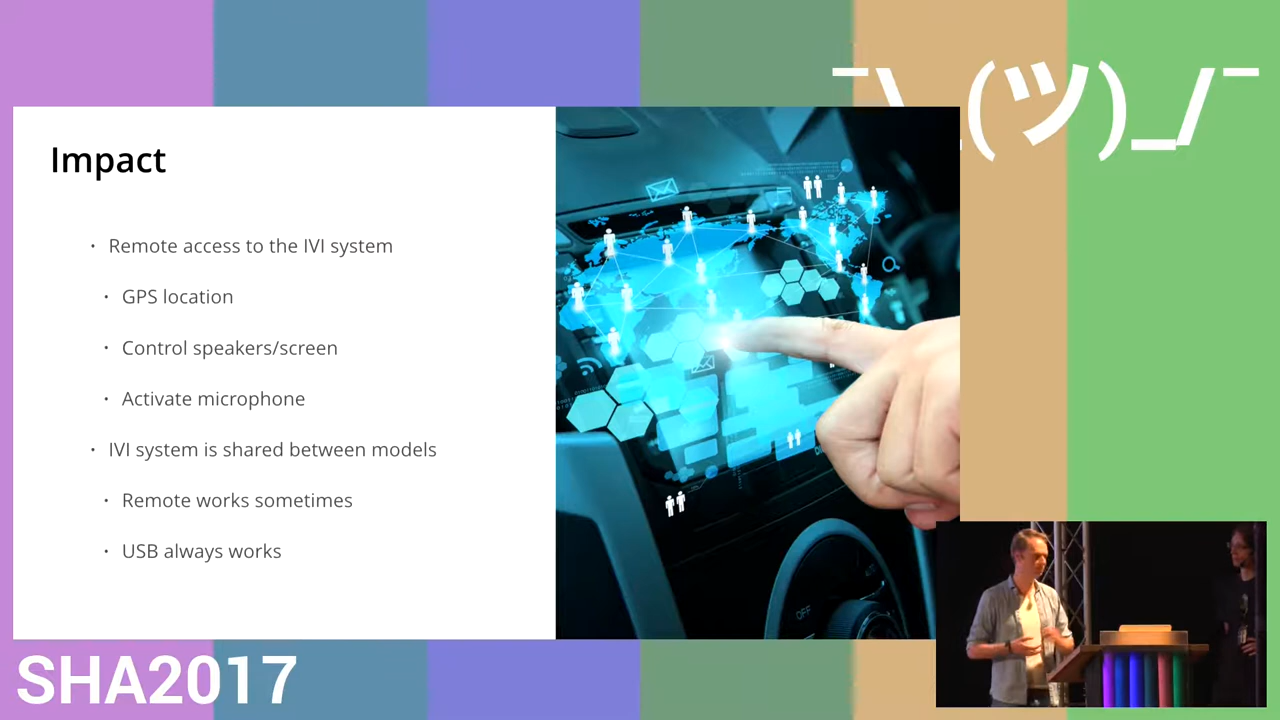 ¯\_(ツ)_/¯
Impact
· Remote access to the IVI system
· GPS location
· Control speakers/screen
· Activate microphone
· IVI system is shared between models
· Remote works sometimes
· USB always works
OFF
SHA2017